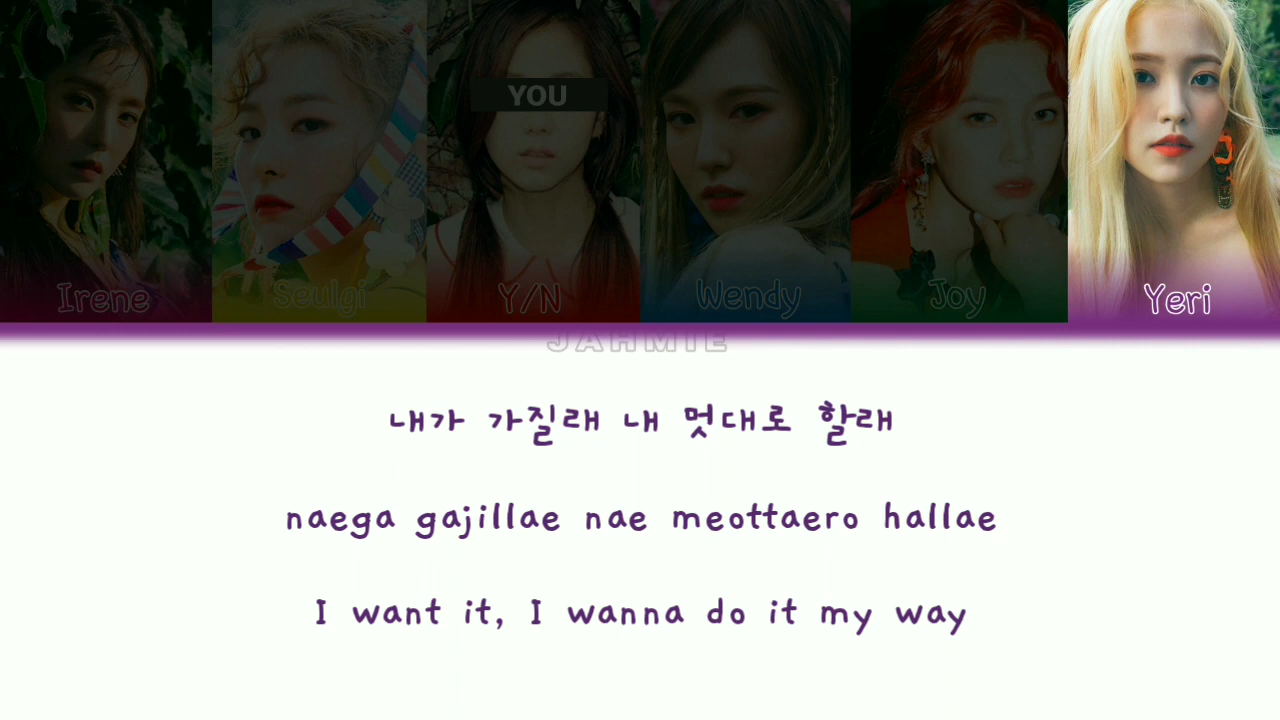 YOU
Irene Seulgi Y/N Wendy Joy Yeri
JAHMIE
내가 가질래 내 멋대로 할래
naega gajillae nae meottaero hallae
I want it, I wanna do it my way